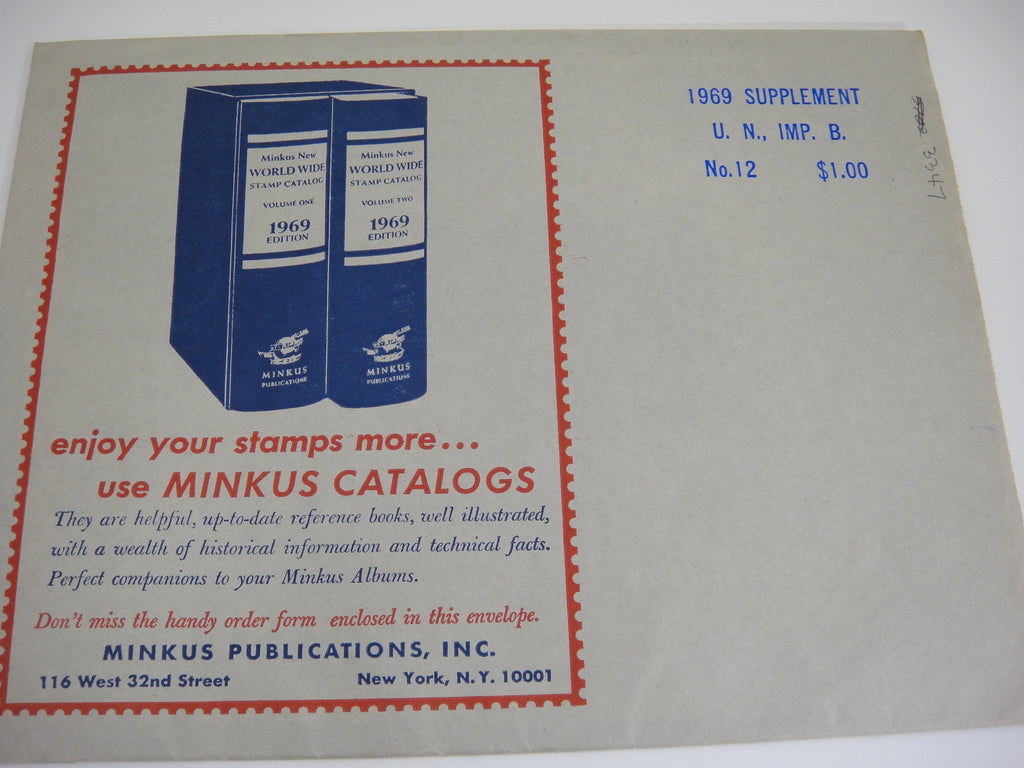 Minkus New
WORLD WIDE
STAMP CATALOG
VOLUME ONE
1969
EDITION
MINKUS
PUBLICATIONS
Minkus New
WORLD WIDE
STAMP CATALOG
VOLUME TWO
1969
EDITION
MINKUS
PUBLICATIONS
enjoy your stamps more...
use MINKUS CATALOGS
They are helpful, up-to-date reference books, well illustrated,
with a wealth of historical information and technical facts.
Perfect companions to your Minkus Albums.
Don't miss the handy order form enclosed in this envelope.
MINKUS PUBLICATIONS, INC.
116 West 32nd Street New York, N.Y. 10001
1969 SUPPLEMENT
U. N., IMP. B.
No.12 $1.00